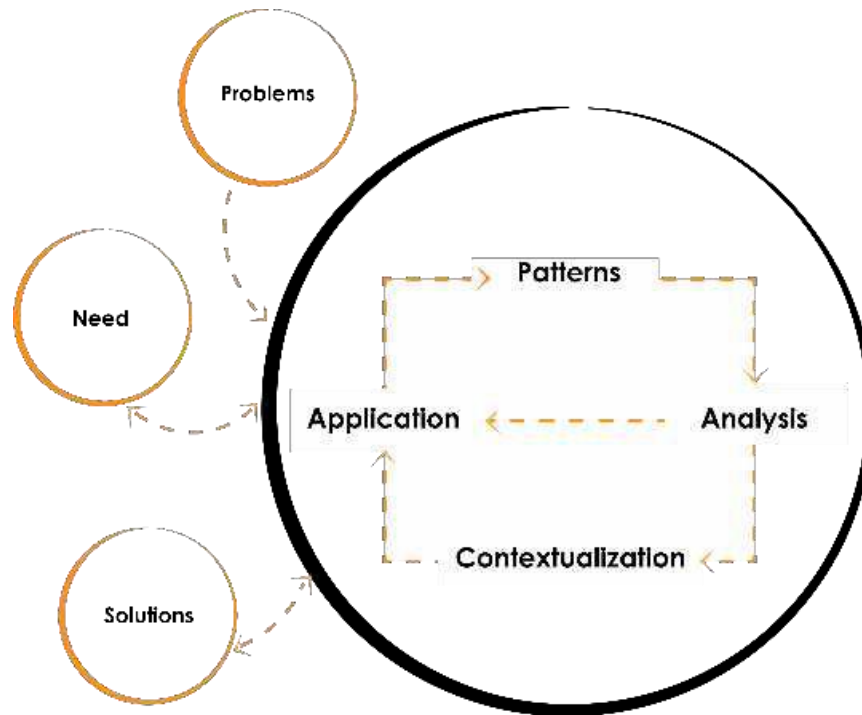 Problems
Need
Solutions
Patterns
Application
Analysis
Contextualization